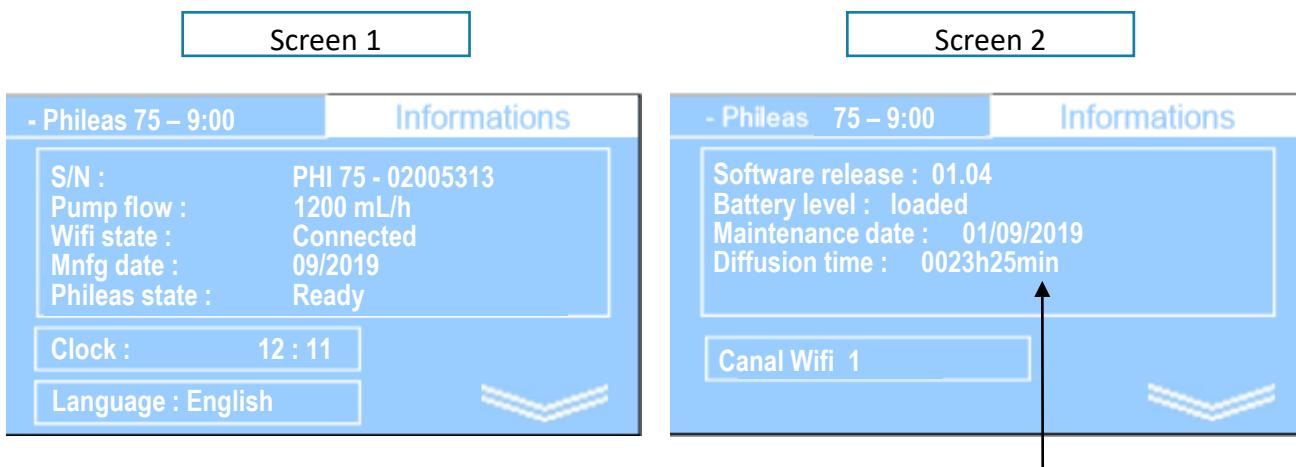 Screen 1
- Phileas 75 – 9:00 Informations
S/N : PHI 75 - 02005313
Pump flow : 1200 mL/h
Wifi state : Connected
Mnfg date : 09/2019
Phileas state : Ready
Clock : 12 : 11
Language : English
Screen 2
- Phileas 75 – 9:00 Informations
Software release : 01.04
Battery level : loaded
Maintenance date : 01/09/2019
Diffusion time : 0023h25min
Canal Wifi 1